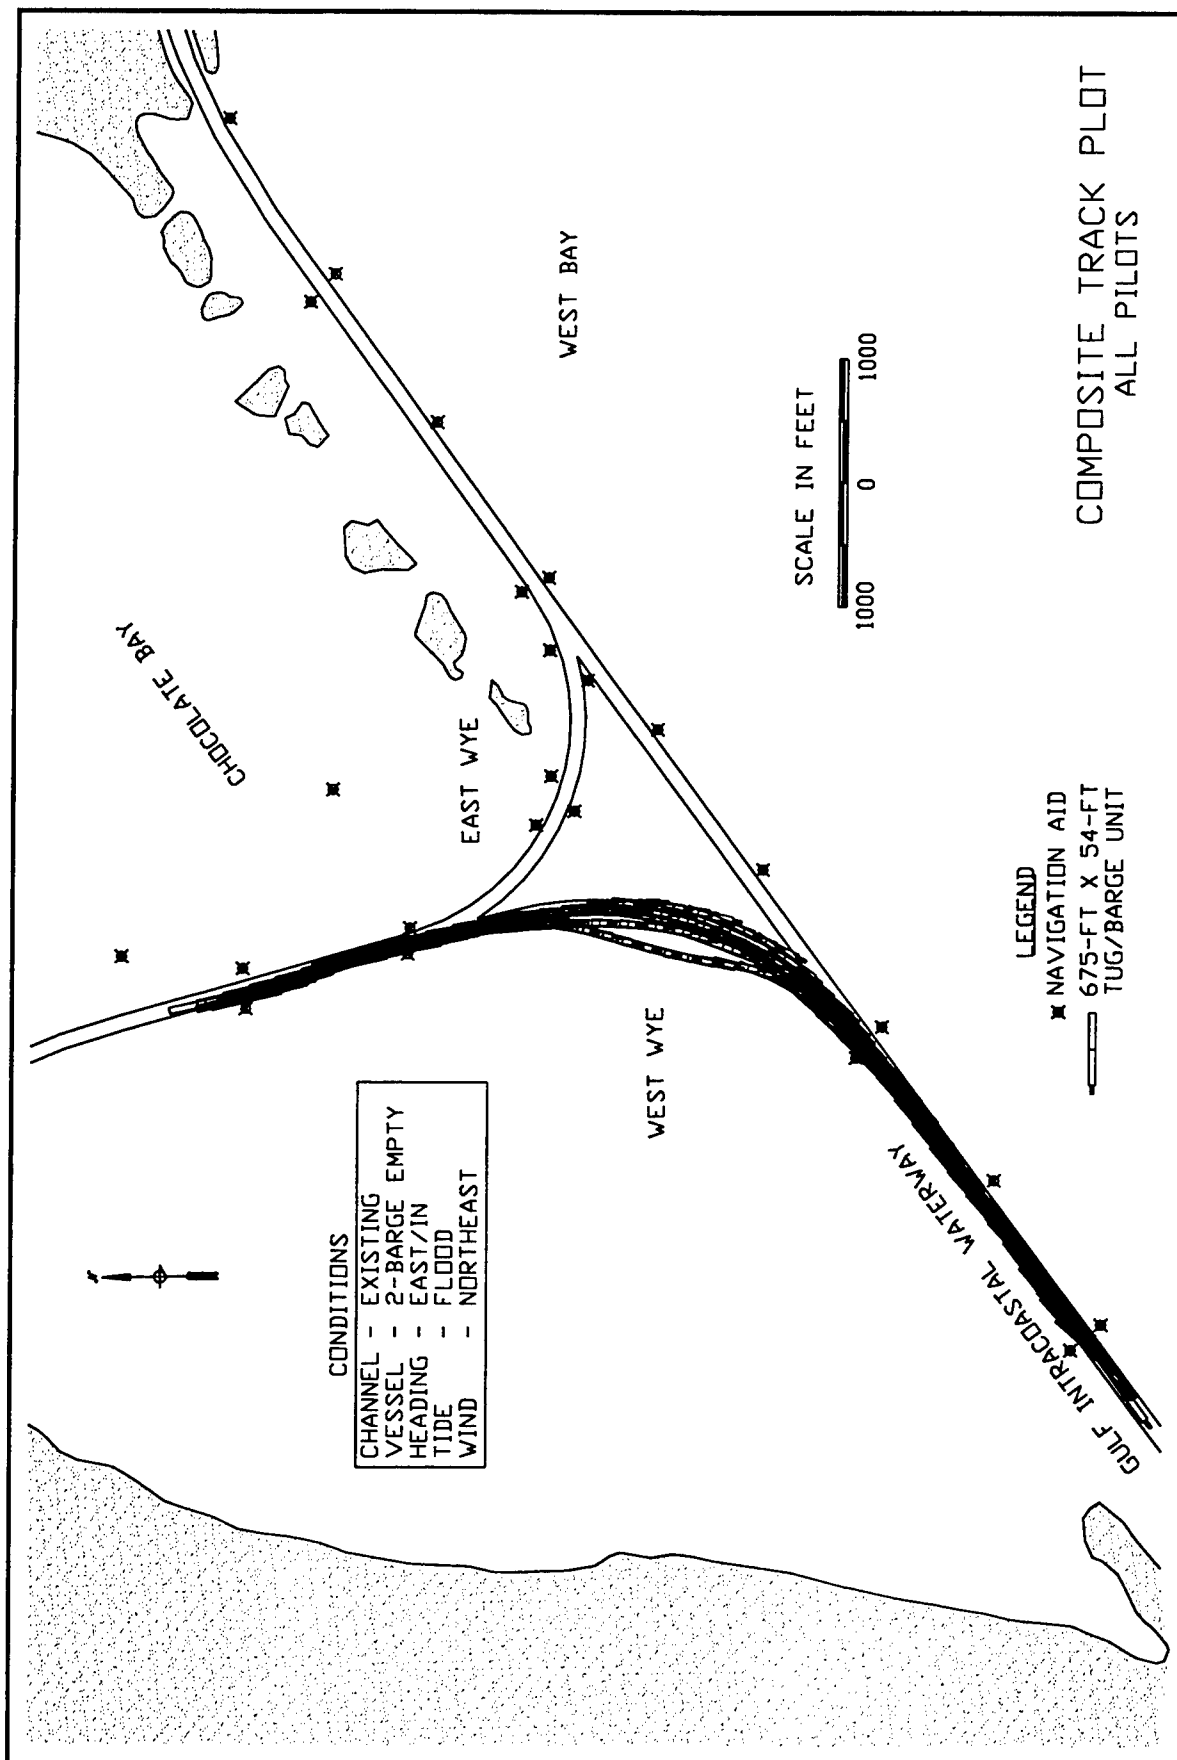 CHOCOLATE BAY
EAST WYE
WEST BAY
WEST WYE
GULF INTRACOASTAL WATERWAY
N
CONDITIONS
CHANNEL - EXISTING
VESSEL - 2-BARGE EMPTY
HEADING - EAST/IN
TIDE - FLOOD
WIND - NORTHEAST
SCALE IN FEET
1000 0 1000
LEGEND
NAVIGATION AID
675-FT X 54-FT
TUG/BARGE UNIT
COMPOSITE TRACK PLOT
ALL PILOTS